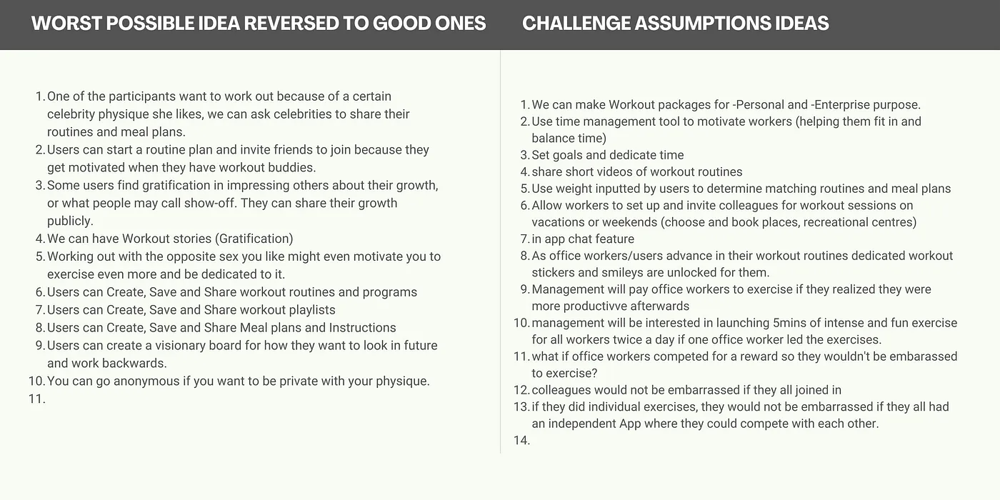 WORST POSSIBLE IDEA REVERSED TO GOOD ONES
1. One of the participants want to work out because of a certain
celebrity physique she likes, we can ask celebrities to share their
routines and meal plans.
2. Users can start a routine plan and invite friends to join because they
get motivated when they have workout buddies.
3. Some users find gratification in impressing others about their growth,
or what people may call show-off. They can share their growth
publicly.
4. We can have Workout stories (Gratification)
5. Working out with the opposite sex you like might even motivate you to
exercise even more and be dedicated to it.
6. Users can Create, Save and Share workout routines and programs
7. Users can Create, Save and Share workout playlists
8. Users can Create, Save and Share Meal plans and Instructions
9. Users can create a visionary board for how they want to look in future
and work backwards.
10. You can go anonymous if you want to be private with your physique.
11.
CHALLENGE ASSUMPTIONS IDEAS
1. We can make Workout packages for -Personal and -Enterprise purpose.
2. Use time management tool to motivate workers (helping them fit in and
balance time)
3. Set goals and dedicate time
4. share short videos of workout routines
5. Use weight inputted by users to determine matching routines and meal plans
6. Allow workers to set up and invite colleagues for workout sessions on
vacations or weekends (choose and book places, recreational centres)
7. in app chat feature
8. As office workers/users advance in their workout routines dedicated workout
stickers and smileys are unlocked for them.
9. Management will pay office workers to exercise if they realized they were
more productivve afterwards
10. management will be interested in launching 5mins of intense and fun exercise
for all workers twice a day if one office worker led the exercises.
11. what if office workers competed for a reward so they wouldn't be embarassed
to exercise?
12. colleagues would not be embarrassed if they all joined in
13. if they did individual exercises, they would not be embarrassed if they all had
an independent App where they could compete with each other.
14.